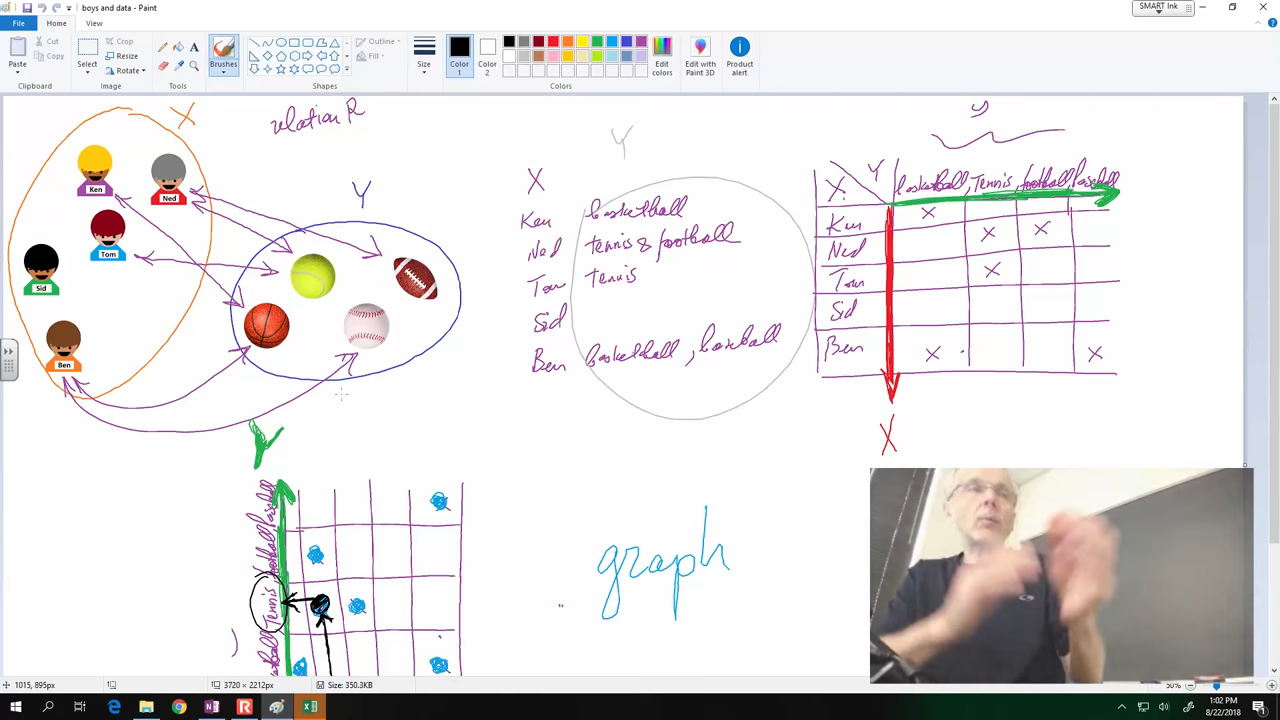 boys and data - Paint
SMART Ink
File Home View
Paste
Cut
Copy
Clipboard
Select
Crop
Resize
Rotate
Image
Tools
Brushes
Shapes
Outline
Fill
Size
Color 1
Color 2
Edit colors
Colors
Edit with Paint 3D
Product alert
X
relation R
Ken
Ned
Tom
Sid
Ben
Y
Y
X
Ken basketball
Ned tennis & football
Tom tennis
Sid
Ben basketball, baseball
y
X Y basketball, Tennis, football, baseball
Ken X
Ned X X
Tom X
Sid
Ben X X
X
Y
Tennis football baseball
graph
1015, 895px
3720 × 2212px
Size: 350.3KB
50%
1:02 PM
8/22/2018